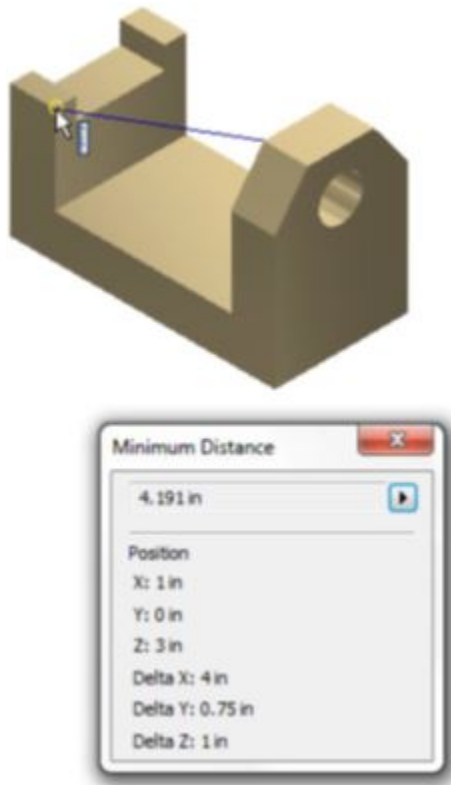 Minimum Distance
4.191 in
Position
X: 1 in
Y: 0 in
Z: 3 in
Delta X: 4 in
Delta Y: 0.75 in
Delta Z: 1 in